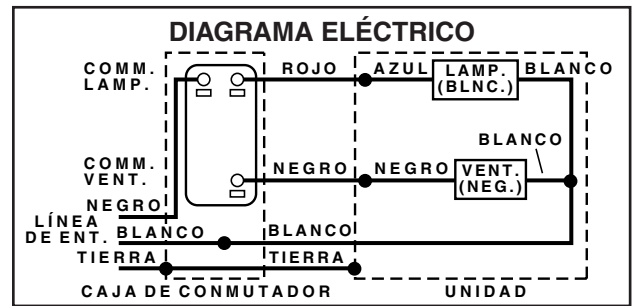 DIAGRAMA ELÉCTRICO
COMM. LAMP.
ROJO
AZUL
LAMP. (BLNC.)
BLANCO
BLANCO
COMM. VENT.
NEGRO
NEGRO
VENT. (NEG.)
NEGRO
LÍNEA DE ENT.
BLANCO
BLANCO
TIERRA
TIERRA
CAJA DE CONMUTADOR
UNIDAD